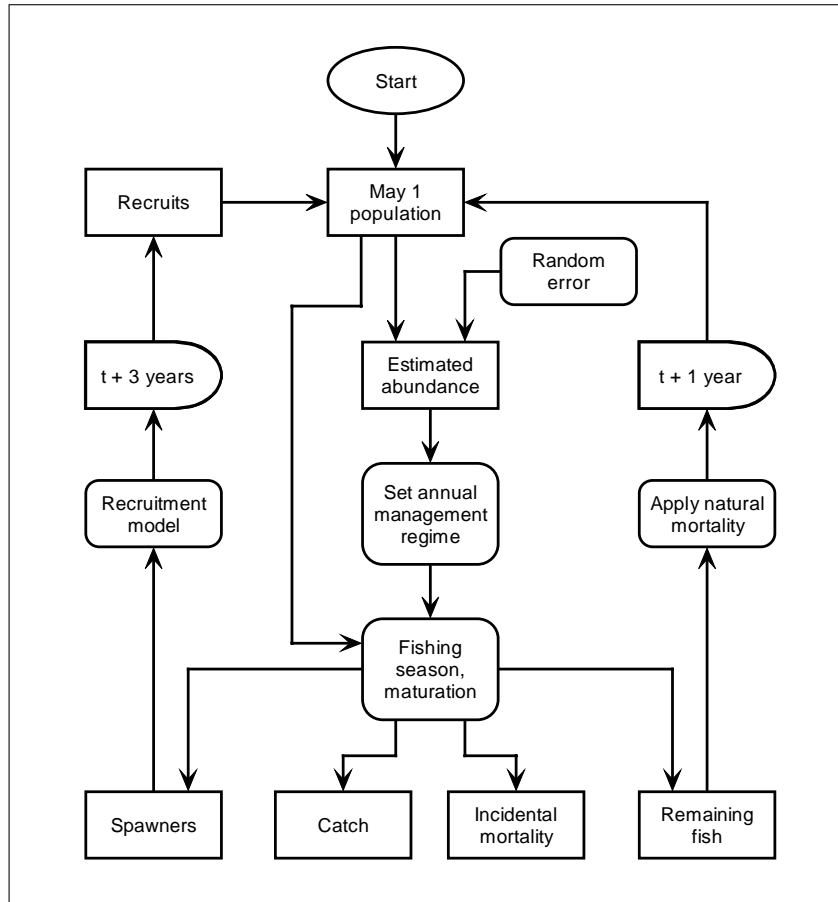 Start
Recruits
May 1
population
Random
error
t + 3 years
Estimated
abundance
t + 1 year
Recruitment
model
Set annual
management
regime
Apply natural
mortality
Fishing
season,
maturation
Spawners
Catch
Incidental
mortality
Remaining
fish